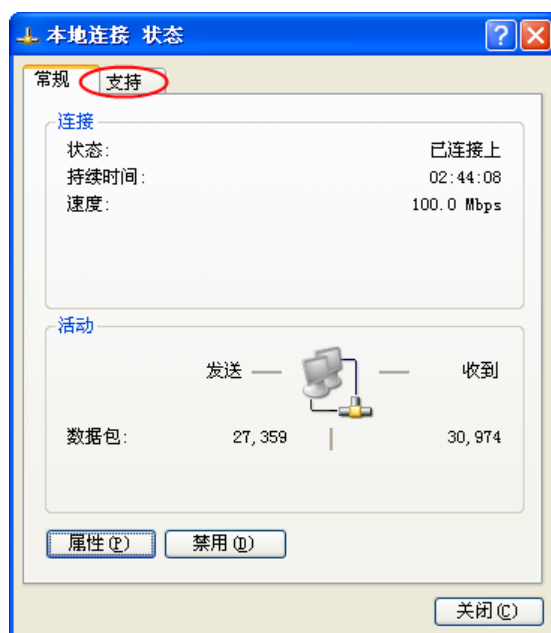 本地连接 状态
常规 支持
连接
状态: 已连接上
持续时间: 02:44:08
速度: 100.0 Mbps
活动
发送 — — 收到
数据包: 27,359 | 30,974
属性(P) 禁用(D)
关闭(C)